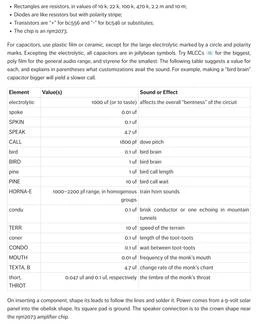 Resistors are rectangles, in values of 10 k, 22 k, 100 k, 470 k, 2.2 m and 10 m;
Diodes are like resistors but with polarity stripe;
Translators are "+" for bc556 and "-" for bc546 or substitutes;
The chip is an njm2073.
For capacitors, use plastic film or ceramic, except for the large electrolytic marked by a circle and polarity
marks. Excepting the electrolytic, all capacitors are in jellybean symbols. Try MLCCs for the biggest,
poly film for the general audio range, and styrene for the smallest. The following table suggests a value for
each, and explains in parentheses what customizations avail the sound. For example, making a "bird brain"
capacitor bigger will yield a slower call.
Element Value(s) Sound or Effect
electrolytic 1000 uf (or to taste) affects the overall "bentness" of the circuit
spoke 0.01 uf
SPKIN 0.1 uf
SPEAK 4.7 uf
CALL 1800 pf dove pitch
bird 0.1 uf bird brain
BIRD 1 uf bird brain
pine 1 uf bird call length
PINE 10 uf bird call wait
HORNA-E 1000-2200 pf range, in homogenous train horn sounds
groups
condu 0.1 uf brisk conductor or one echoing in mountain
tunnels
TERR 10 uf speed of the terrain
coner 0.1 uf length of the toot-toots
CONDO 0.1 uf wait between toot-toots
MOUTH 0.01 uf frequency of the monk's mouth
TEXTA, B 4.7 uf change rate of the monk's chant
short, 0.047 uf and 0.1 uf, respectively the timbre of the monk's throat
THROT
On inserting a component, shape its leads to follow the lines and solder it. Power comes from a 9-volt solar
panel into the obelisk shape. Its square pad is ground. The speaker connection is to the crown shape near
the njm2073 amplifier chip.